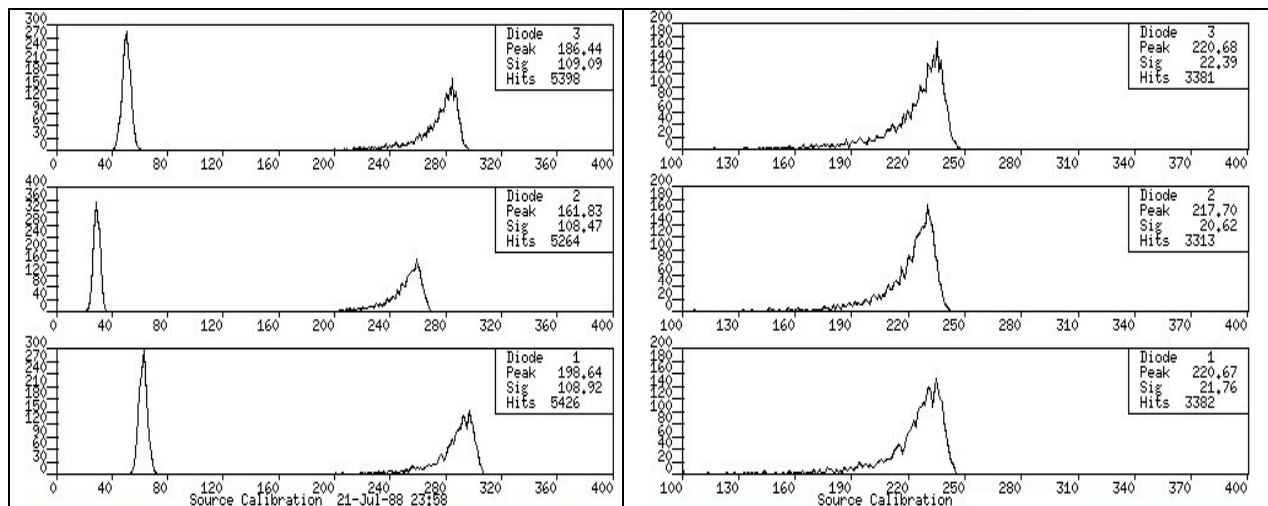 300
270
240
210
180
150
120
90
60
30
0
Diode 3
Peak 186.44
Sig 109.09
Hits 5398
0 40 80 120 160 200 240 280 320 360 400
400
360
320
280
240
200
160
120
80
40
0
Diode 2
Peak 161.83
Sig 108.47
Hits 5264
0 40 80 120 160 200 240 280 320 360 400
300
270
240
210
180
150
120
90
60
30
0
Diode 1
Peak 198.64
Sig 108.92
Hits 5426
0 40 80 120 160 200 240 280 320 360 400
Source Calibration 21-Jul-88 23:58
200
180
160
140
120
100
80
60
40
20
0
Diode 3
Peak 220.68
Sig 22.39
Hits 3381
100 130 160 190 220 250 280 310 340 370 400
200
180
160
140
120
100
80
60
40
20
0
Diode 2
Peak 217.70
Sig 20.62
Hits 3313
100 130 160 190 220 250 280 310 340 370 400
200
180
160
140
120
100
80
60
40
20
0
Diode 1
Peak 220.67
Sig 21.76
Hits 3382
100 130 160 190 220 250 280 310 340 370 400
Source Calibration